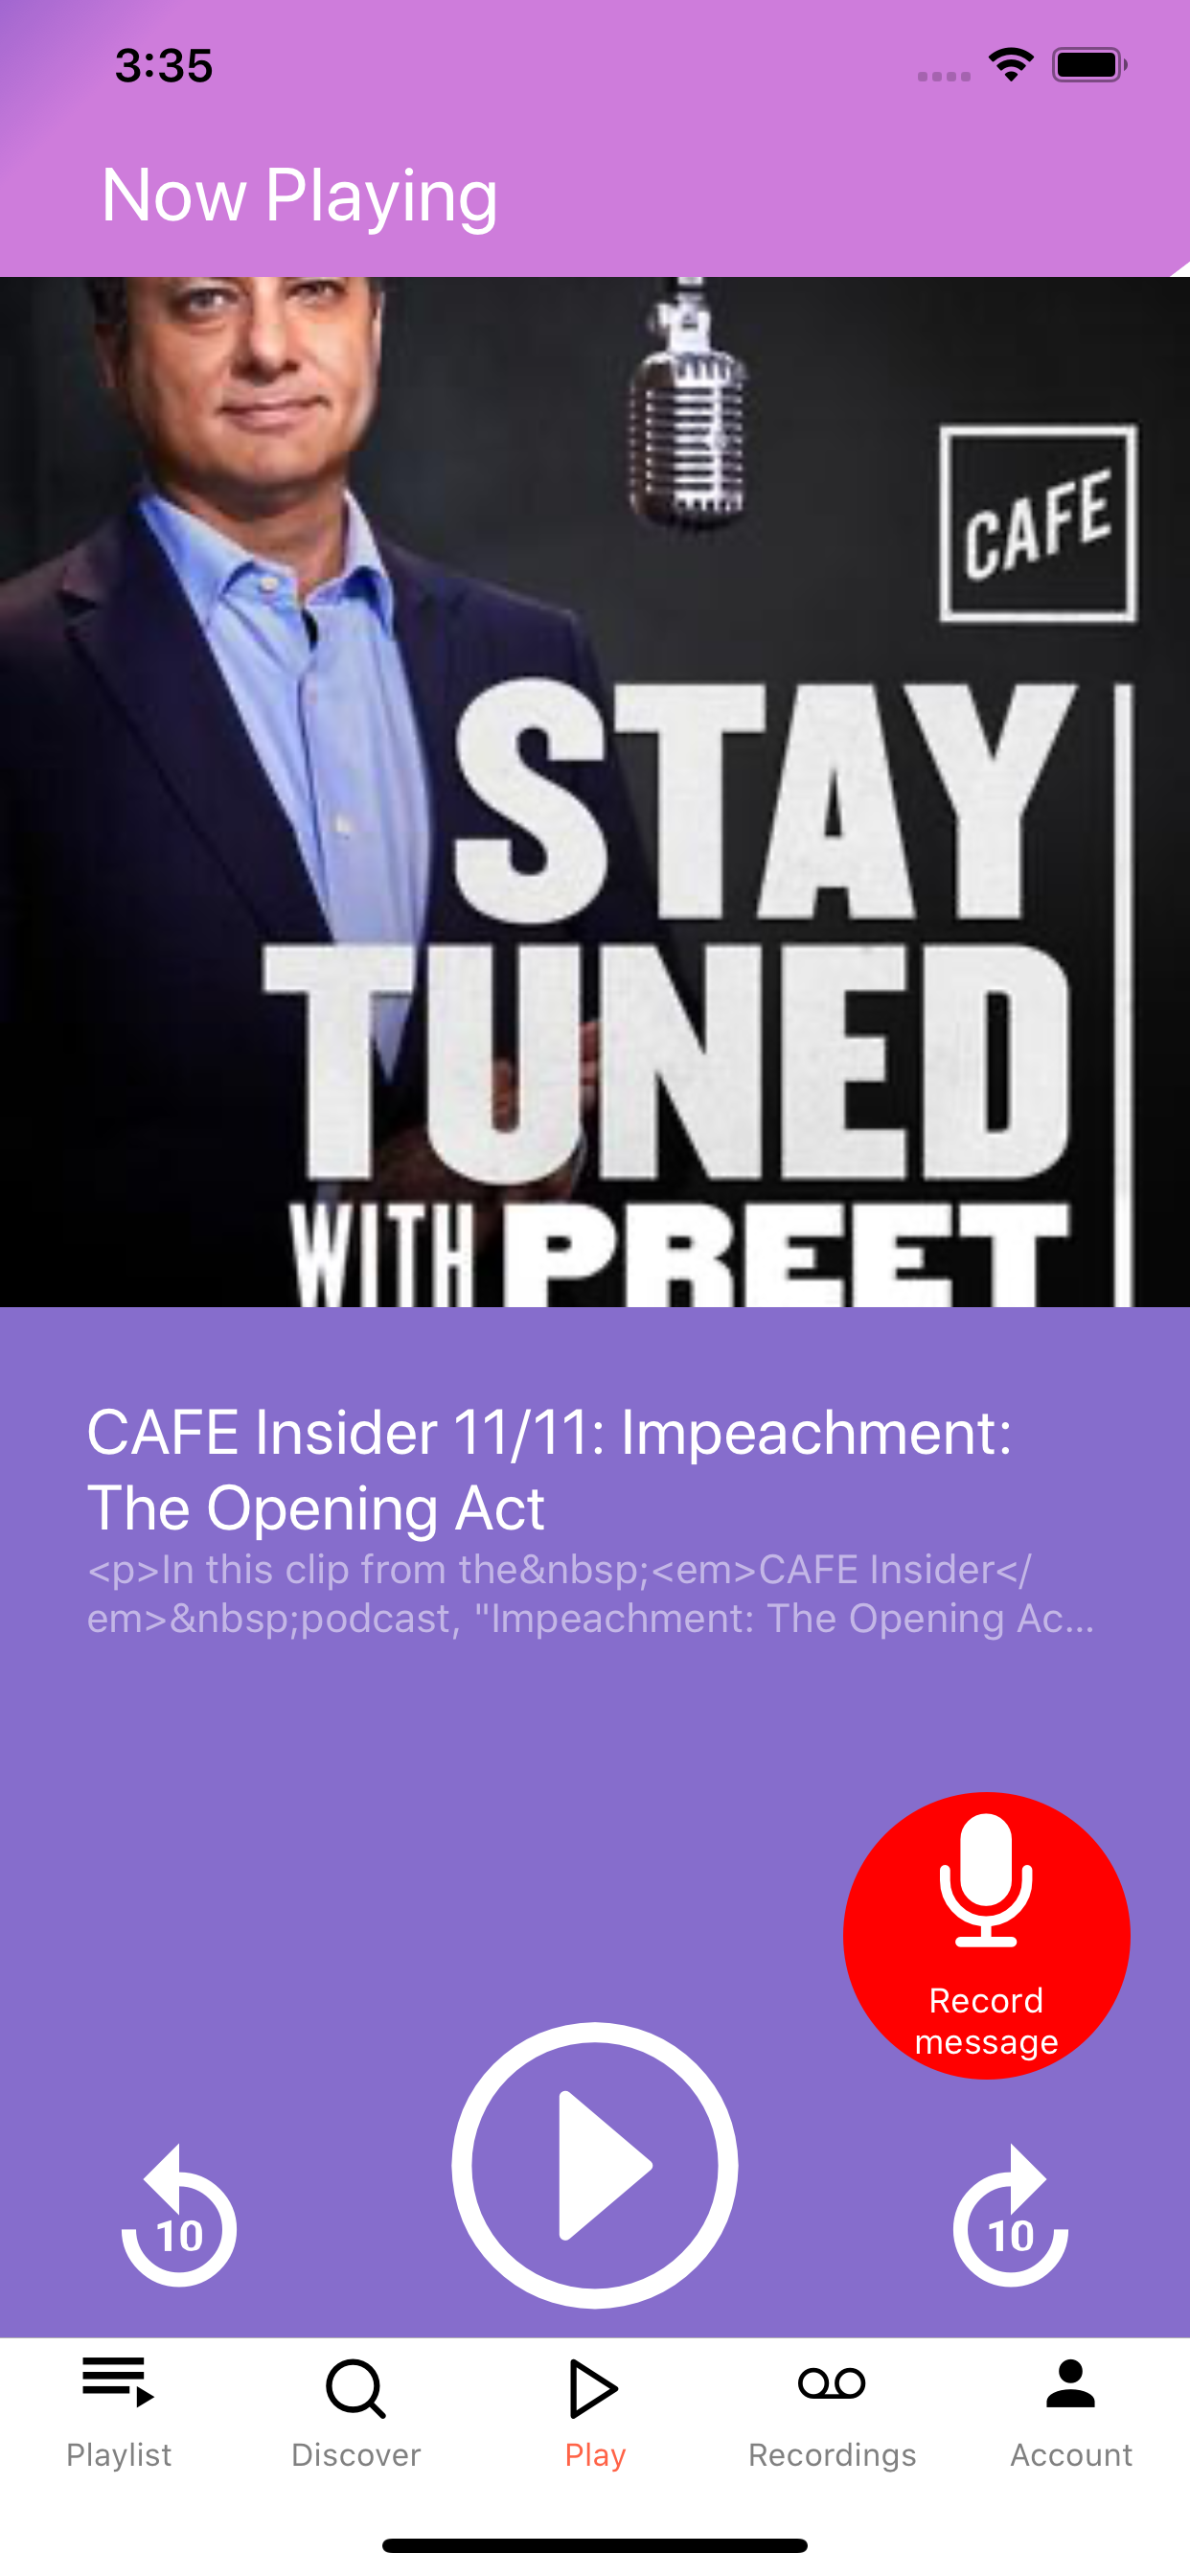 3:35
Now Playing
CAFE
STAY
TUNED
WITH PREET
CAFE Insider 11/11: Impeachment:
The Opening Act
<p>In this clip from the&nbsp;<em>CAFE Insider</
em>&nbsp;podcast, "Impeachment: The Opening Ac...
Record
message
10
10
Playlist
Discover
Play
Recordings
Account